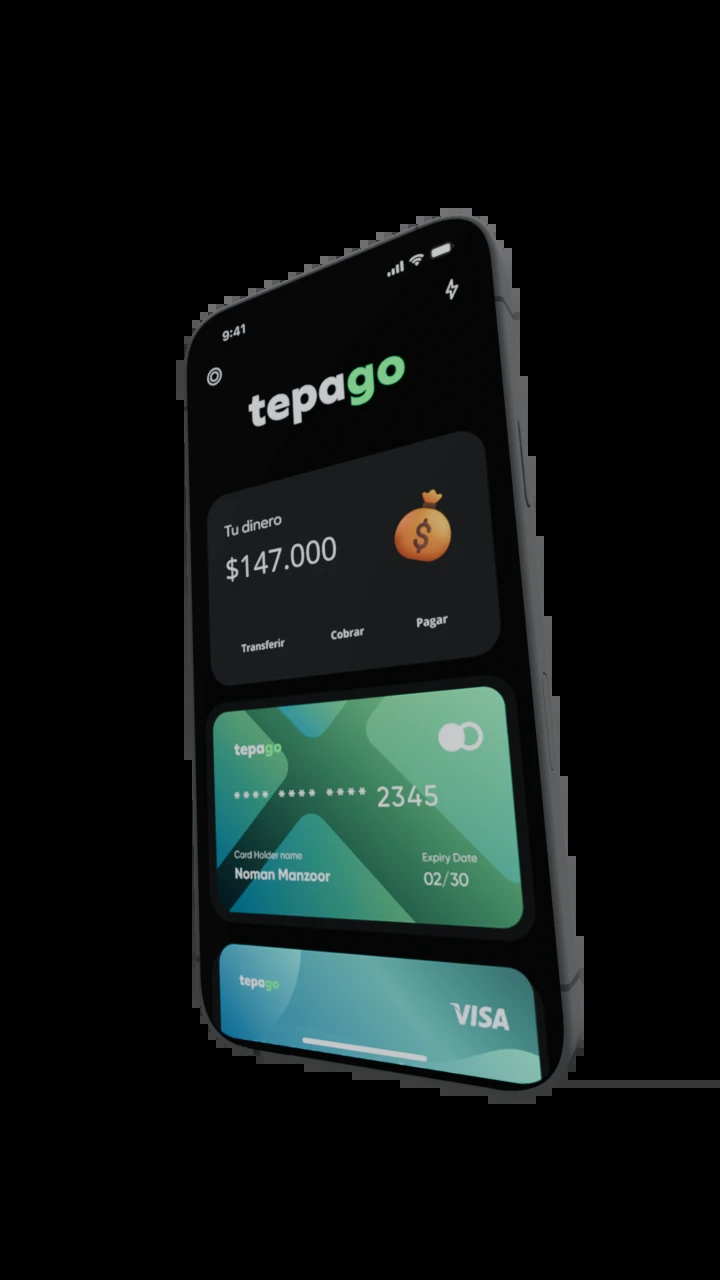 9:41
tepago
Tu dinero
$147.000
Transferir Cobrar Pagar
tepago
**** **** **** 2345
Card Holder name Expiry Date
Noman Manzoor 02/30
tepago
VISA